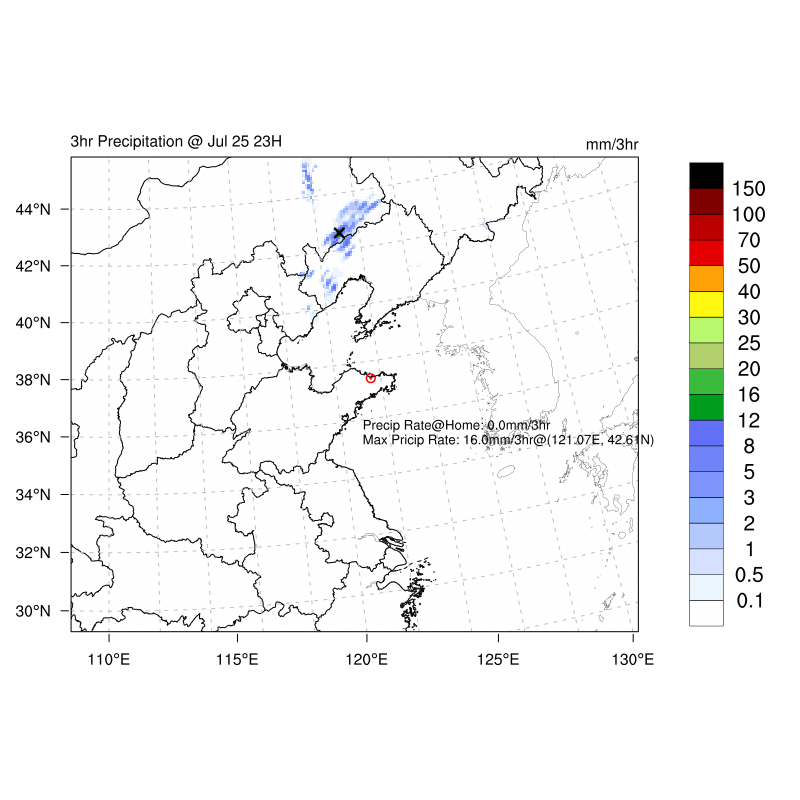 3hr Precipitation @ Jul 25 23H
mm/3hr
44°N
42°N
40°N
38°N
36°N
34°N
32°N
30°N
110°E
115°E
120°E
125°E
130°E
Precip Rate@Home: 0.0mm/3hr
Max Pricip Rate: 16.0mm/3hr@(121.07E, 42.61N)
150
100
70
50
40
30
25
20
16
12
8
5
3
2
1
0.5
0.1